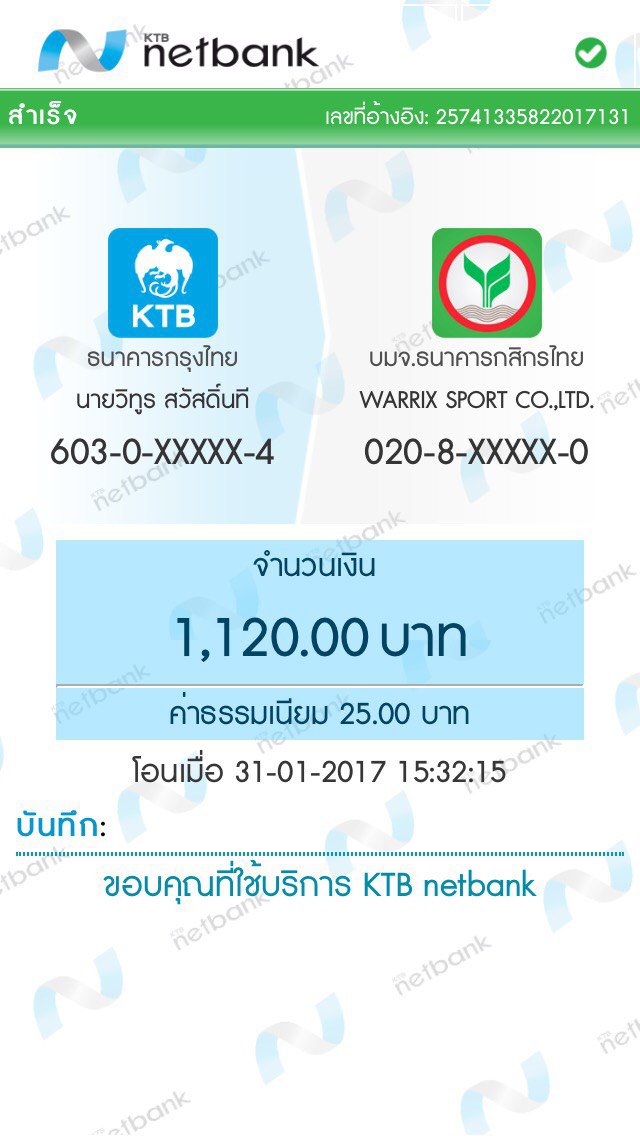 KTB netbank
สำเร็จ เลขที่อ้างอิง: 25741335822017131
KTB
ธนาคารกรุงไทย
นายวิทูร สวัสดิ์นที
603-0-XXXXX-4
บมจ.ธนาคารกสิกรไทย
WARRIX SPORT CO.,LTD.
020-8-XXXXX-0
จำนวนเงิน
1,120.00 บาท
ค่าธรรมเนียม 25.00 บาท
โอนเมื่อ 31-01-2017 15:32:15
บันทึก:
ขอบคุณที่ใช้บริการ KTB netbank